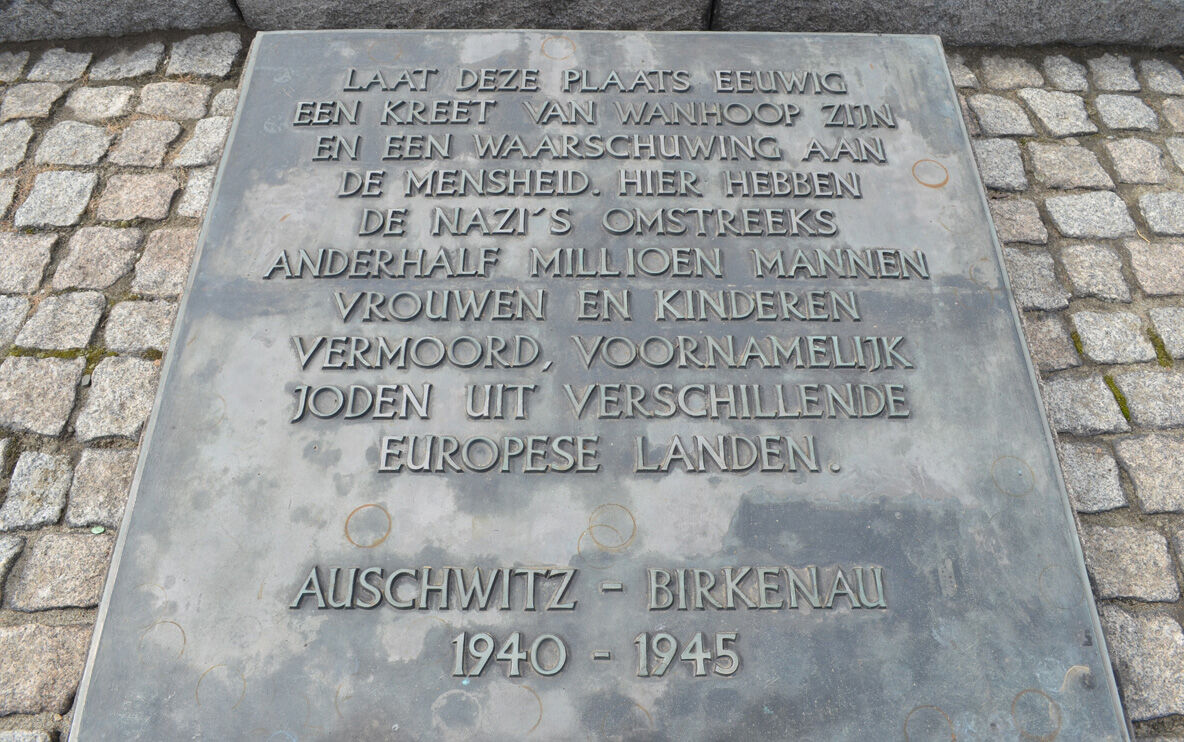 LAAT DEZE PLAATS EEUWIG
EEN KREET VAN WANHOOP ZIJN
EN EEN WAARSCHUWING AAN
DE MENSHEID. HIER HEBBEN
DE NAZI´S OMSTREEKS
ANDERHALF MILLIOEN MANNEN
VROUWEN EN KINDEREN
VERMOORD, VOORNAMELIJK
JODEN UIT VERSCHILLENDE
EUROPESE LANDEN.
AUSCHWITZ - BIRKENAU
1940 - 1945